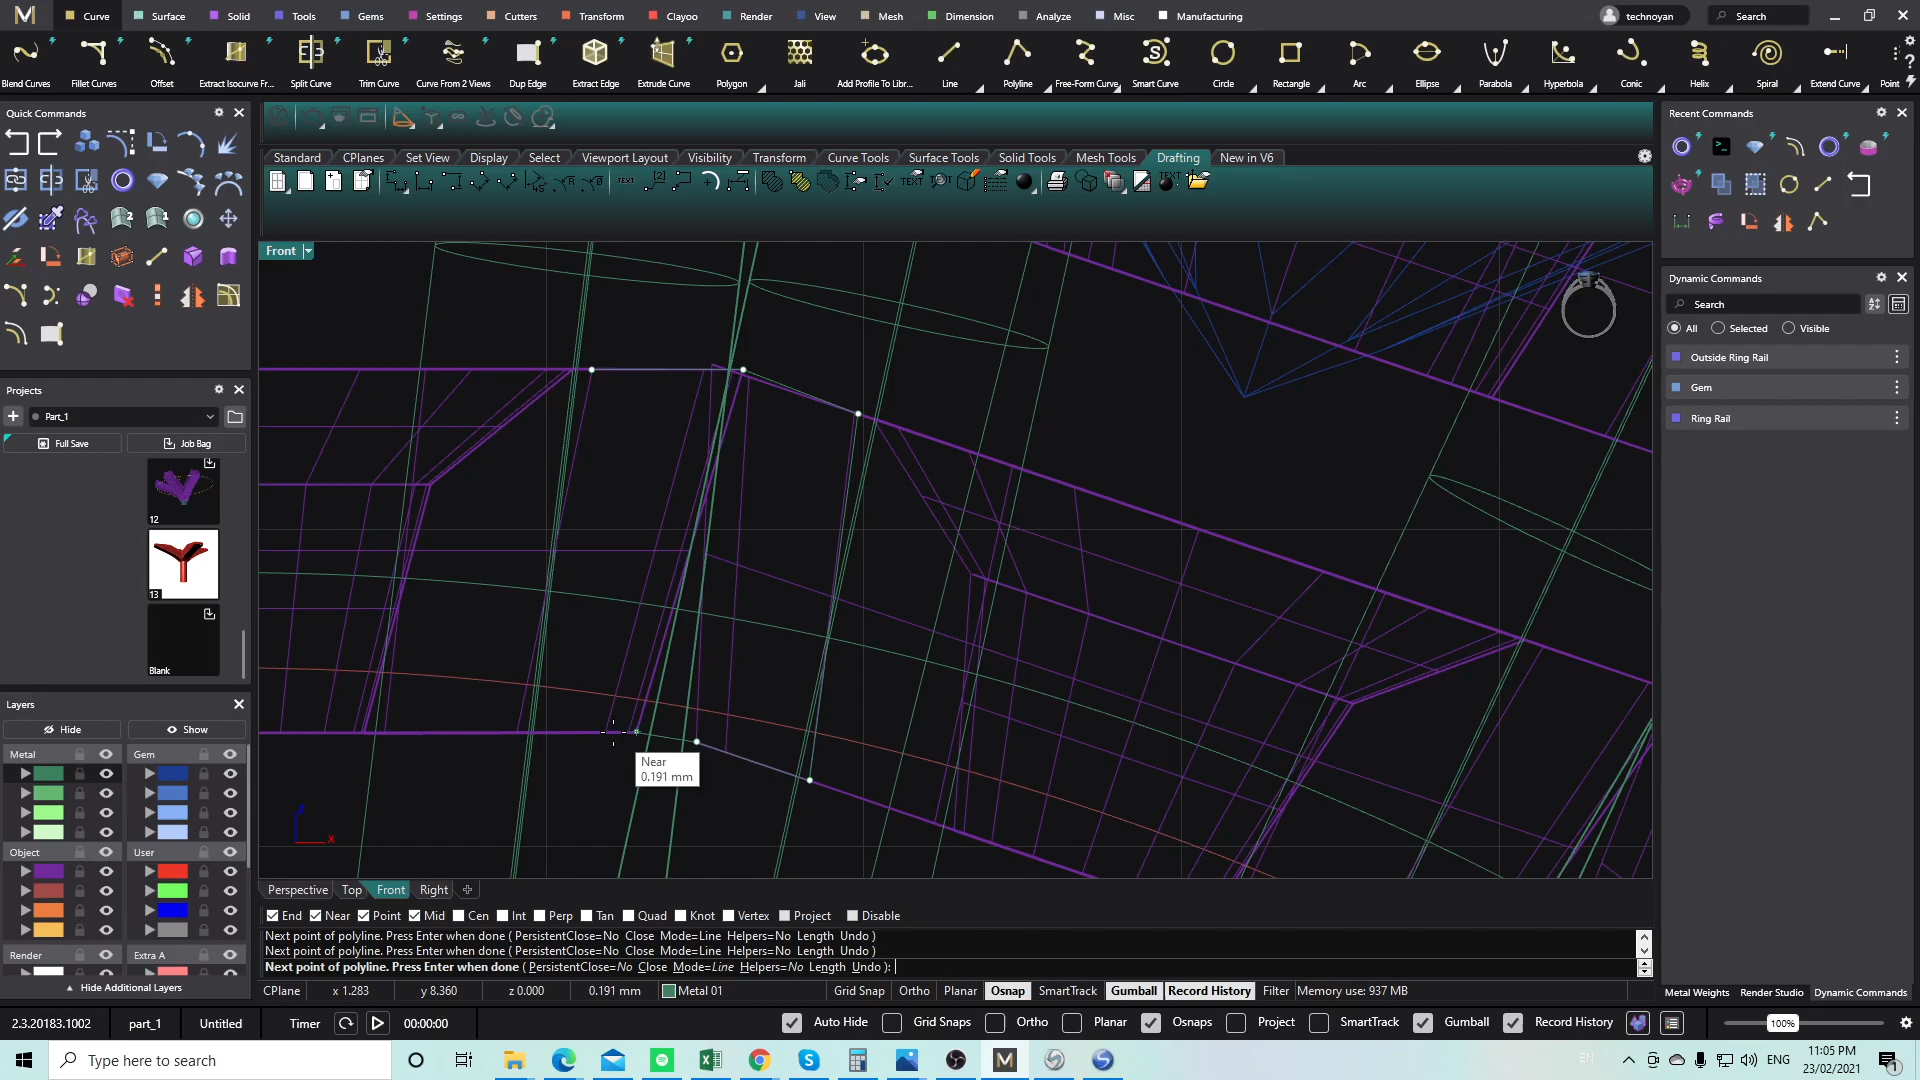 Curve Surface Solid Tools Gems Settings Cutters Transform Clayoo Render View Mesh Dimension Analyze Misc Manufacturing technoyan Search
Blend Curves Fillet Curves Offset Extract Isocurve Fr... Split Curve Trim Curve Curve From 2 Views Dup Edge Extract Edge Extrude Curve Polygon Jali Add Profile To Libr... Line Polyline Free-Form Curve Smart Curve Circle Rectangle Arc Ellipse Parabola Hyperbola Conic Helix Spiral Extend Curve Point
Quick Commands
Recent Commands
Standard CPlanes Set View Display Select Viewport Layout Visibility Transform Curve Tools Surface Tools Solid Tools Mesh Tools Drafting New in V6
Front
Dynamic Commands
Search
All Selected Visible
Outside Ring Rail
Gem
Ring Rail
Projects
Part_1
Full Save Job Bag
12
13
Blank
Layers
Hide Show
Metal Gem
Object User
Render Extra A
Hide Additional Layers
Near
0.191 mm
z
x
Perspective Top Front Right
End Near Point Mid Cen Int Perp Tan Quad Knot Vertex Project Disable
Next point of polyline. Press Enter when done ( PersistentClose=No Close Mode=Line Helpers=No Length Undo )
Next point of polyline. Press Enter when done ( PersistentClose=No Close Mode=Line Helpers=No Length Undo )
Next point of polyline. Press Enter when done ( PersistentClose=No Close Mode=Line Helpers=No Length Undo ):
CPlane x 1.283 y 8.360 z 0.000 0.191 mm Metal 01 Grid Snap Ortho Planar Osnap SmartTrack Gumball Record History Filter Memory use: 937 MB
Metal Weights Render Studio Dynamic Commands
2.3.20183.1002 part_1 Untitled Timer 00:00:00 Auto Hide Grid Snaps Ortho Planar Osnaps Project SmartTrack Gumball Record History 100%
Type here to search
ENG
11:05 PM
23/02/2021